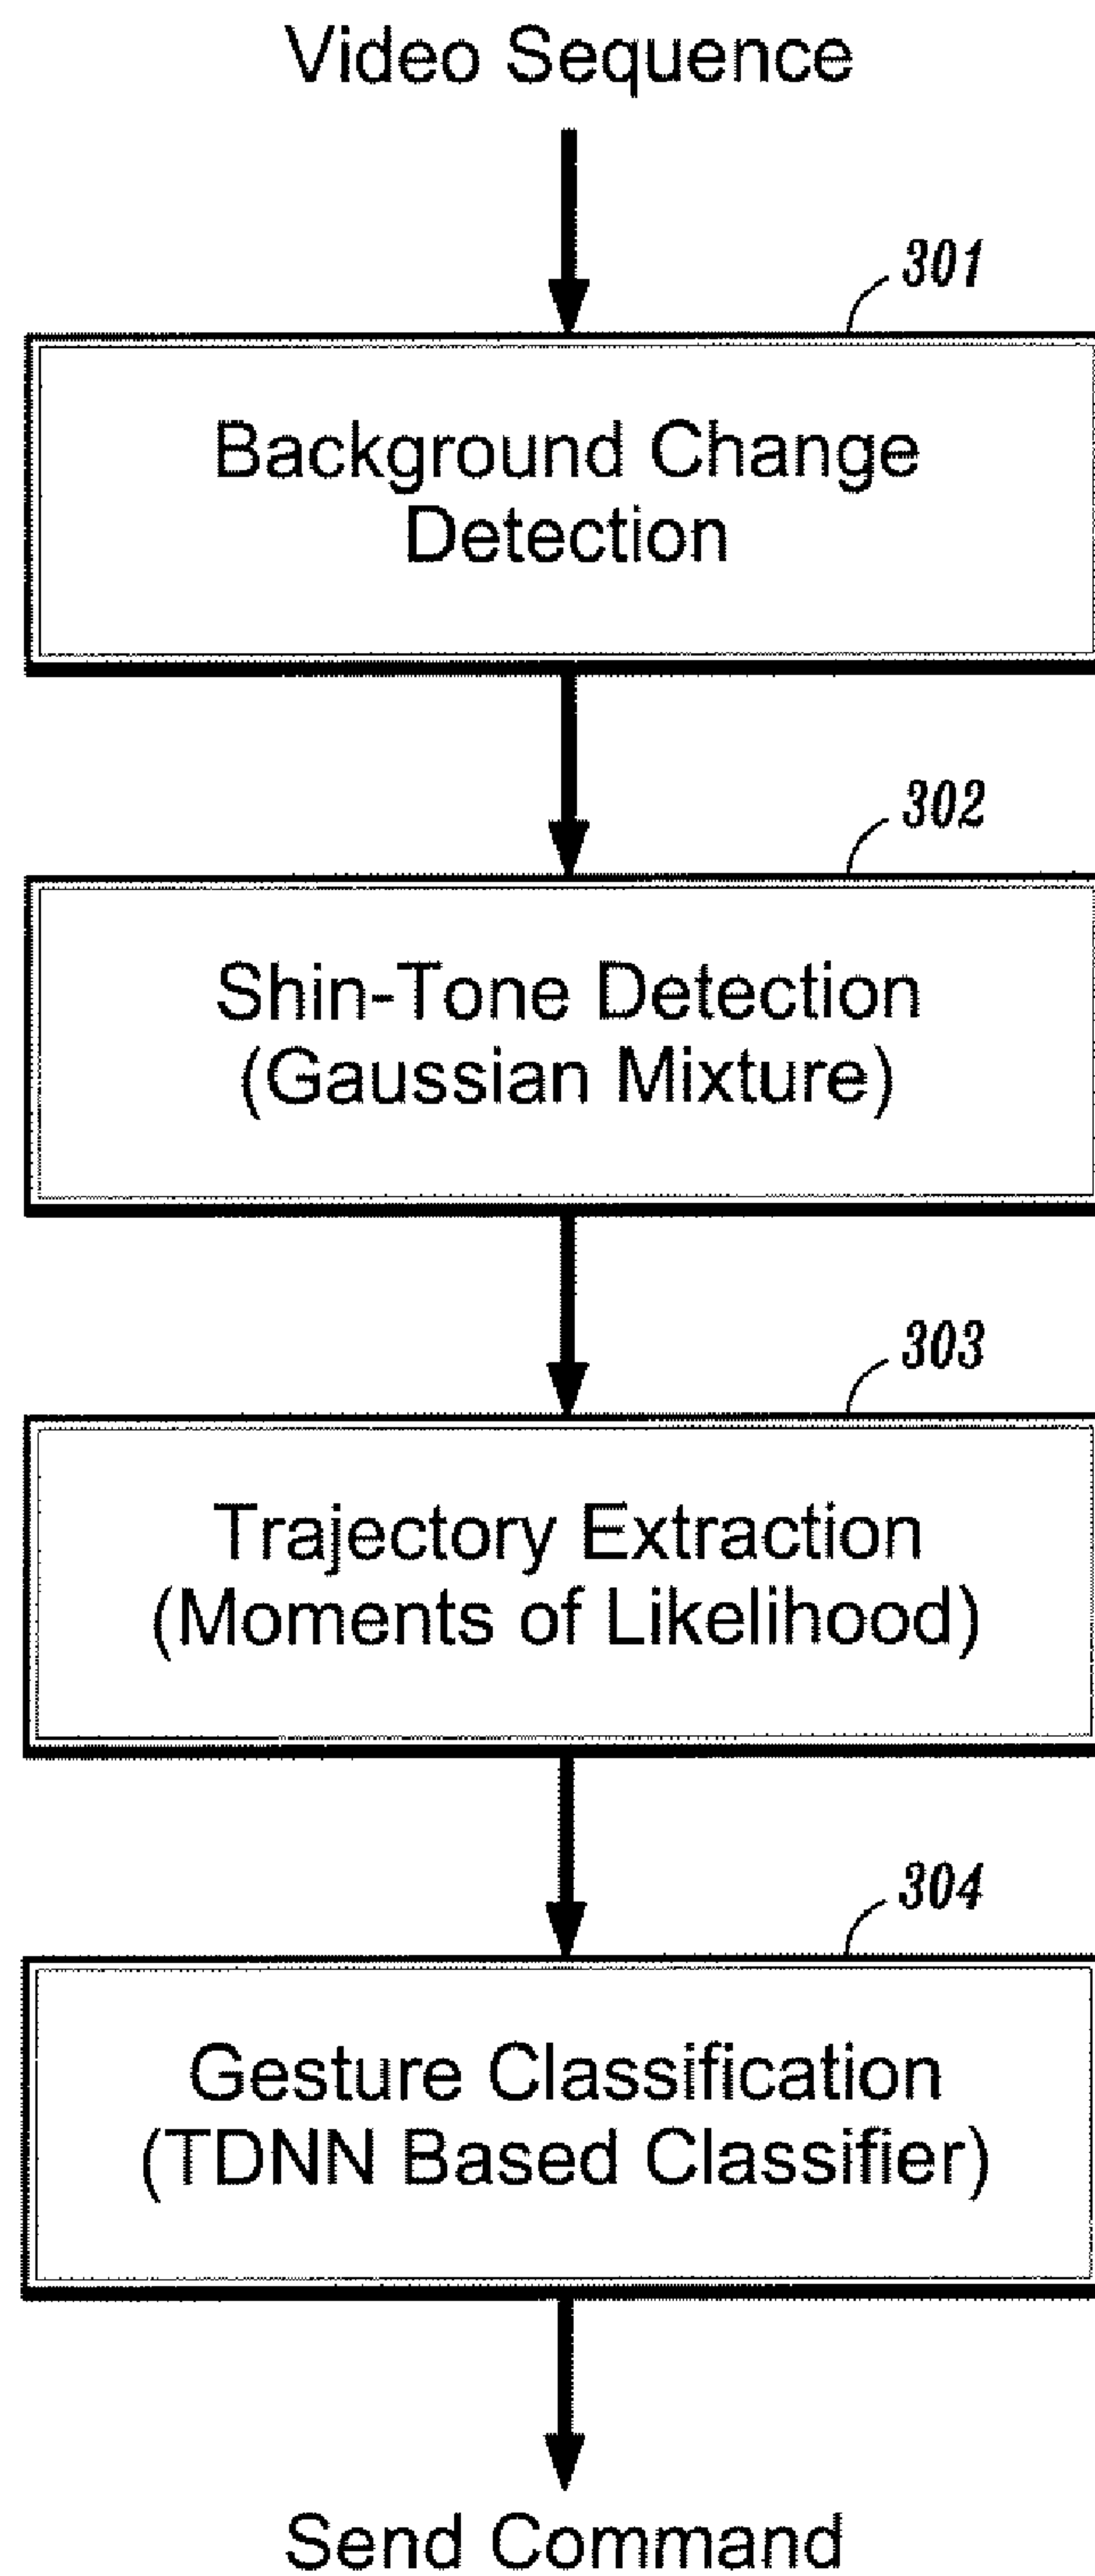 Video Sequence
301
Background Change
Detection
302
Shin-Tone Detection
(Gaussian Mixture)
303
Trajectory Extraction
(Moments of Likelihood)
304
Gesture Classification
(TDNN Based Classifier)
Send Command